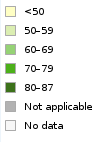 <50
50-59
60-69
70-79
80-87
Not applicable
No data